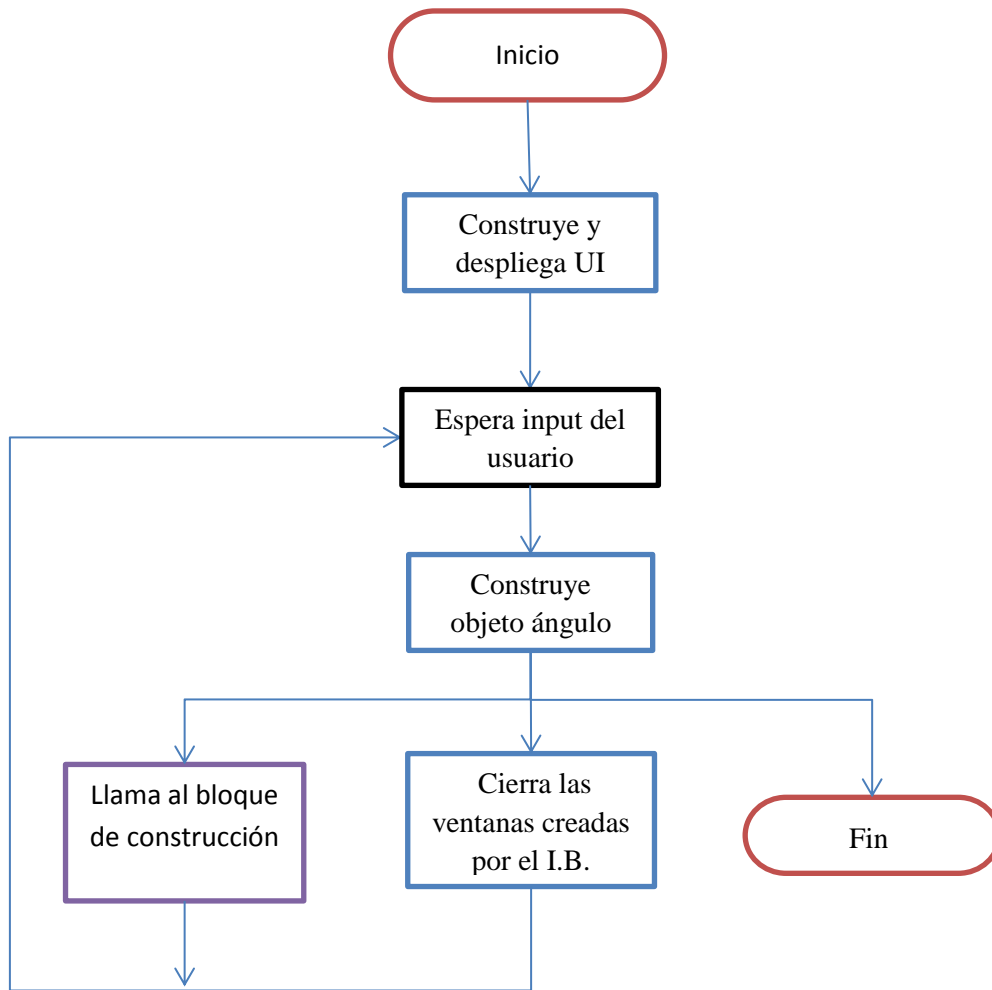 Inicio
Construye y
despliega UI
Espera input del
usuario
Construye
objeto ángulo
Llama al bloque
de construcción
Cierra las
ventanas creadas
por el I.B.
Fin